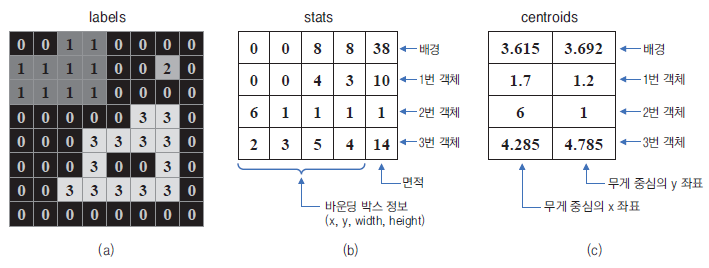 labels
0 0 1 1 0 0 0 0
1 1 1 1 0 0 2 0
1 1 1 1 0 0 0 0
0 0 0 0 0 3 3 0
0 0 0 3 3 3 3 0
0 0 0 3 0 0 3 0
0 0 3 3 3 3 3 0
0 0 0 0 0 0 0 0
(a)
stats
0 0 8 8 38 배경
0 0 4 3 10 1번 객체
6 1 1 1 1 2번 객체
2 3 5 4 14 3번 객체
면적
바운딩 박스 정보
(x, y, width, height)
(b)
centroids
3.615 3.692 배경
1.7 1.2 1번 객체
6 1 2번 객체
4.285 4.785 3번 객체
무게 중심의 y 좌표
무게 중심의 x 좌표
(c)